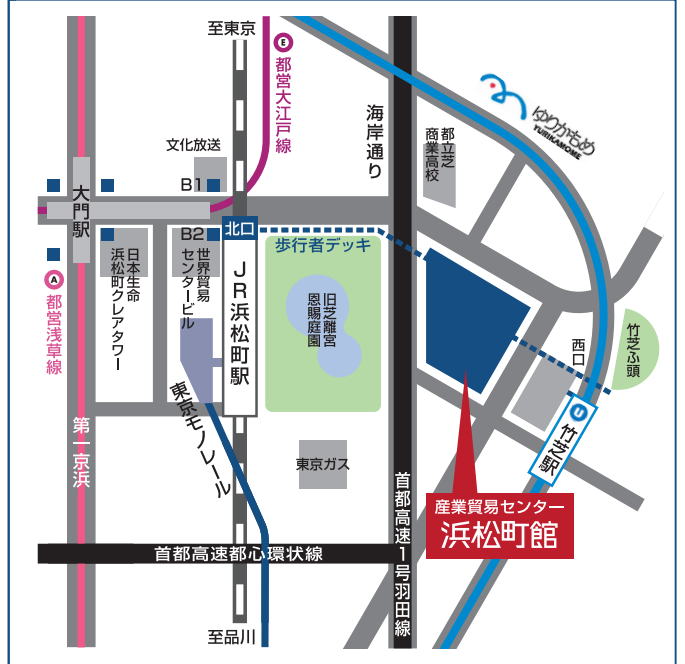 至東京
E
都営大江戸線
海岸通り
ゆりかもめ
YURIKAMOME
都立芝
商業高校
文化放送
B1
大門駅
B2
北口
歩行者デッキ
日本生命
浜松町クレアタワー
世界貿易
センタービル
JR浜松町駅
旧芝離宮
恩賜庭園
A
都営浅草線
西口
竹芝ふ頭
U
竹芝駅
東京モノレール
第一京浜
東京ガス
首都高速1号羽田線
産業貿易センター
浜松町館
首都高速都心環状線
至品川